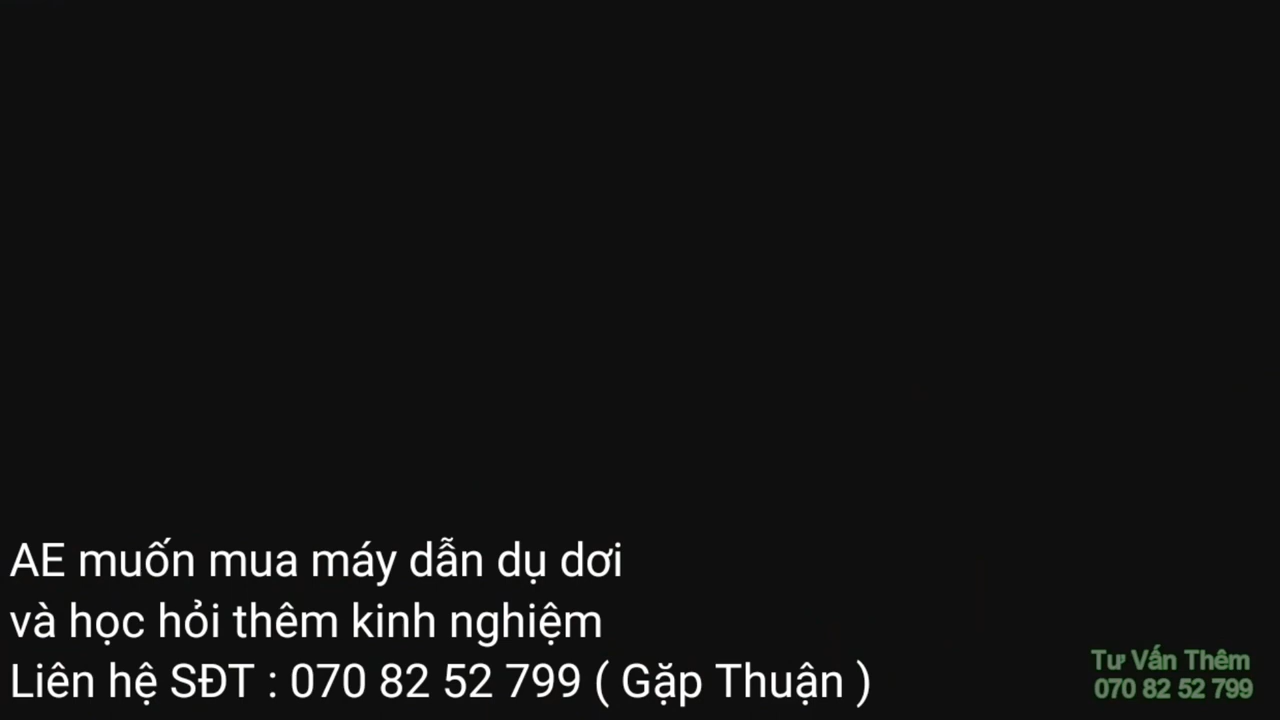 AE muốn mua máy dẫn dụ dơi
và học hỏi thêm kinh nghiệm
Liên hệ SĐT : 070 82 52 799 ( Gặp Thuận )
Tư Vấn Thêm
070 82 52 799